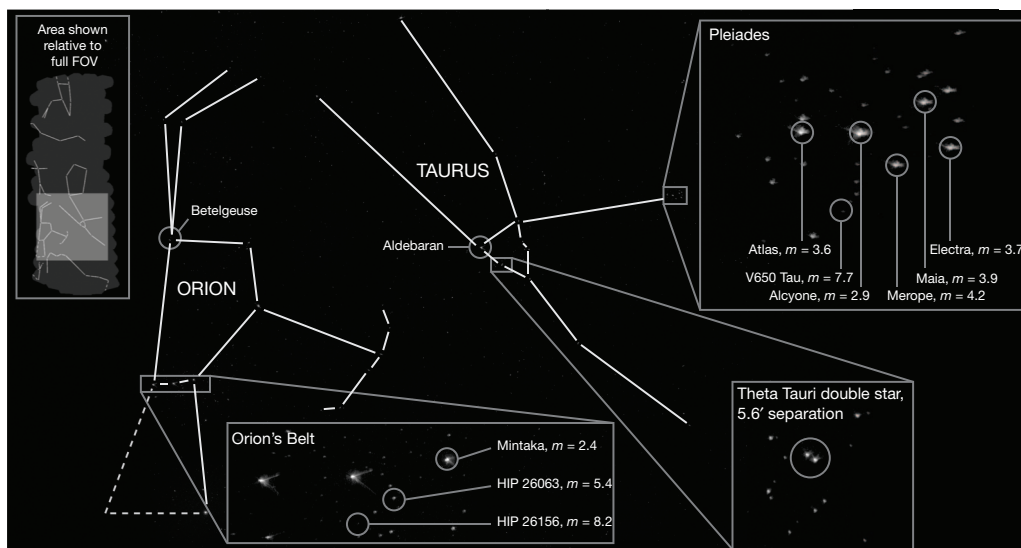 Area shown
relative to
full FOV
Betelgeuse
ORION
TAURUS
Aldebaran
Pleiades
Atlas, m = 3.6
Electra, m = 3.7
V650 Tau, m = 7.7
Maia, m = 3.9
Alcyone, m = 2.9
Merope, m = 4.2
Theta Tauri double star,
5.6′ separation
Orion's Belt
Mintaka, m = 2.4
HIP 26063, m = 5.4
HIP 26156, m = 8.2